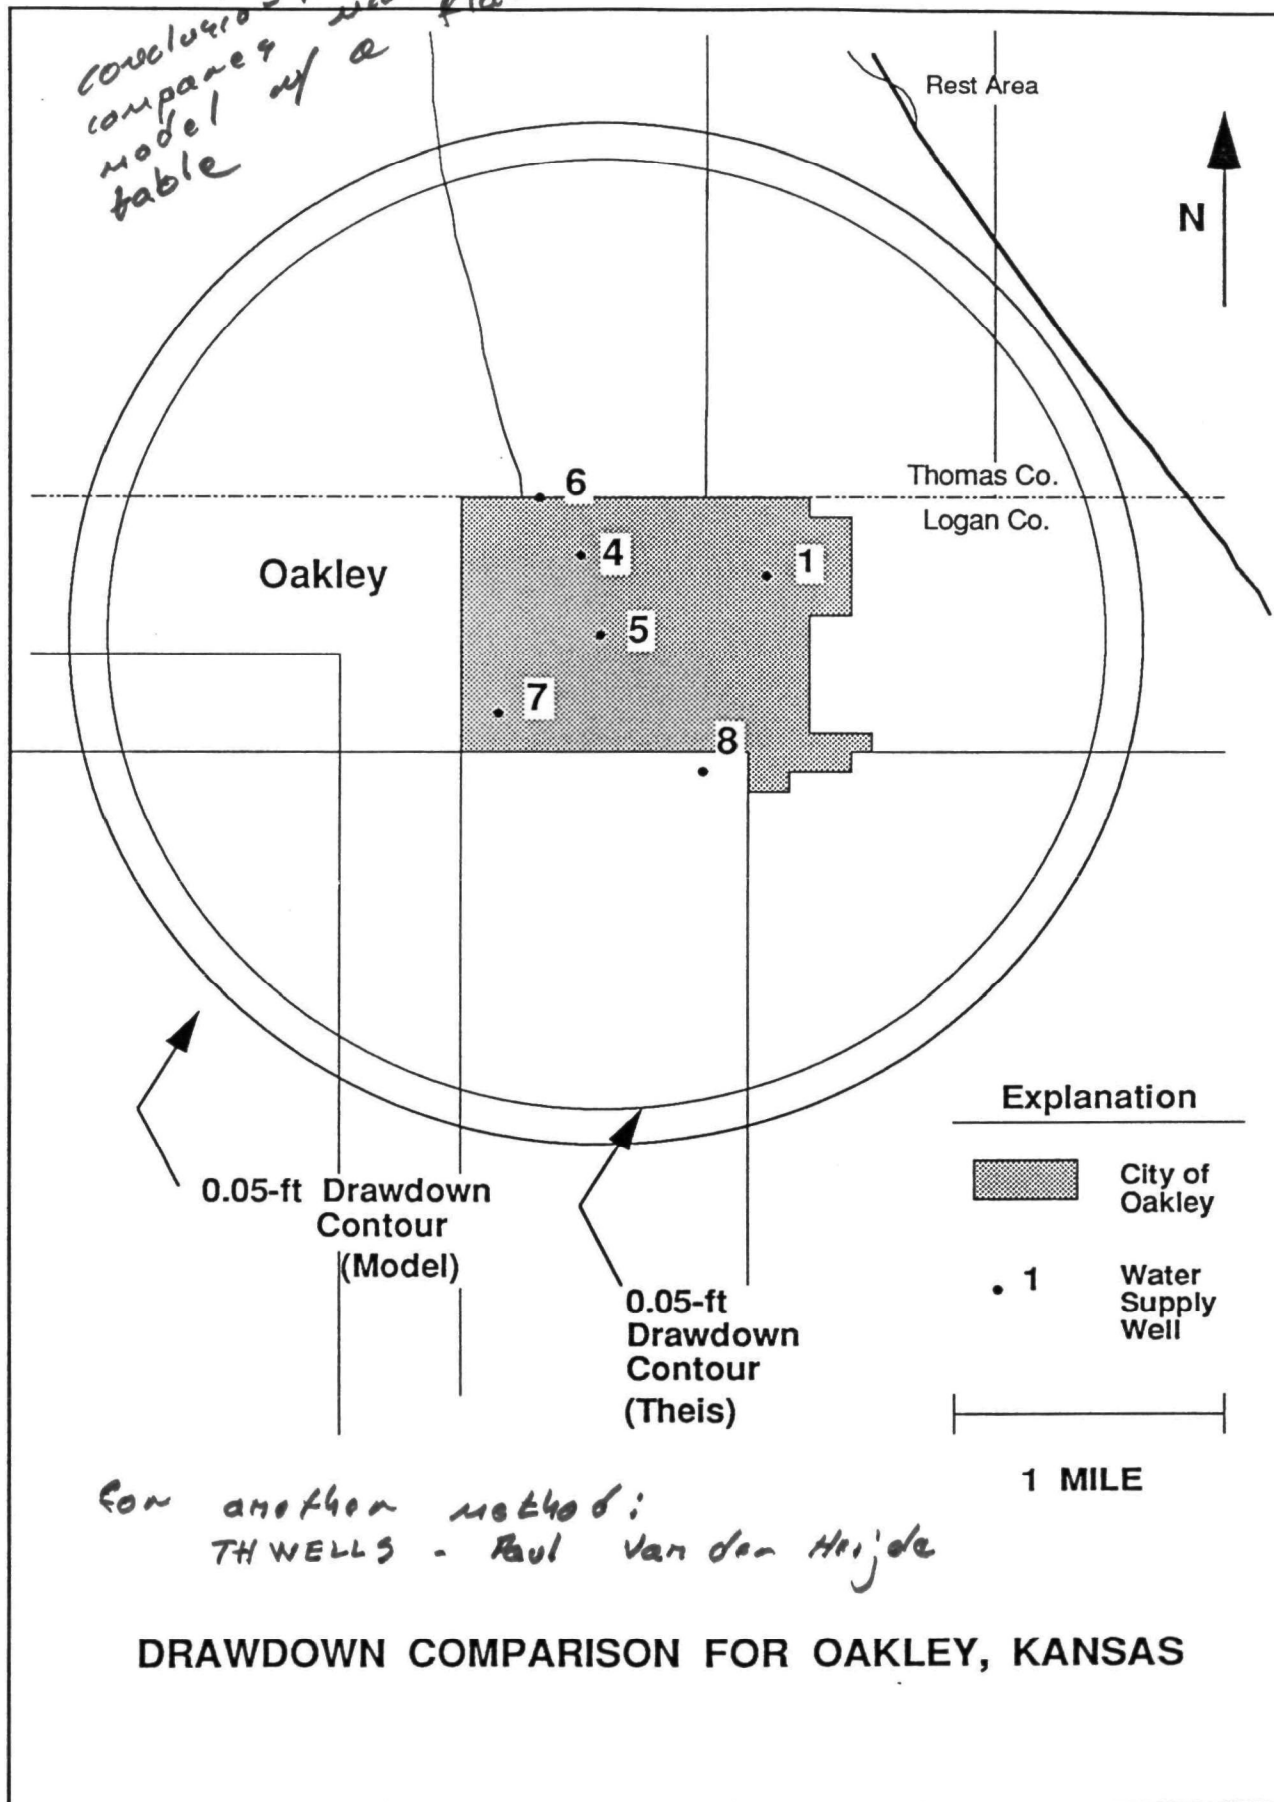 compares
model w/ a
table
Rest Area
N
6
Thomas Co.
Logan Co.
4
1
Oakley
5
7
8
Explanation
0.05-ft Drawdown
Contour
(Model)
City of
Oakley
0.05-ft
Drawdown
Contour
(Theis)
1
Water
Supply
Well
1 MILE
for another method:
THWELLS - Paul Van der Heijde
DRAWDOWN COMPARISON FOR OAKLEY, KANSAS